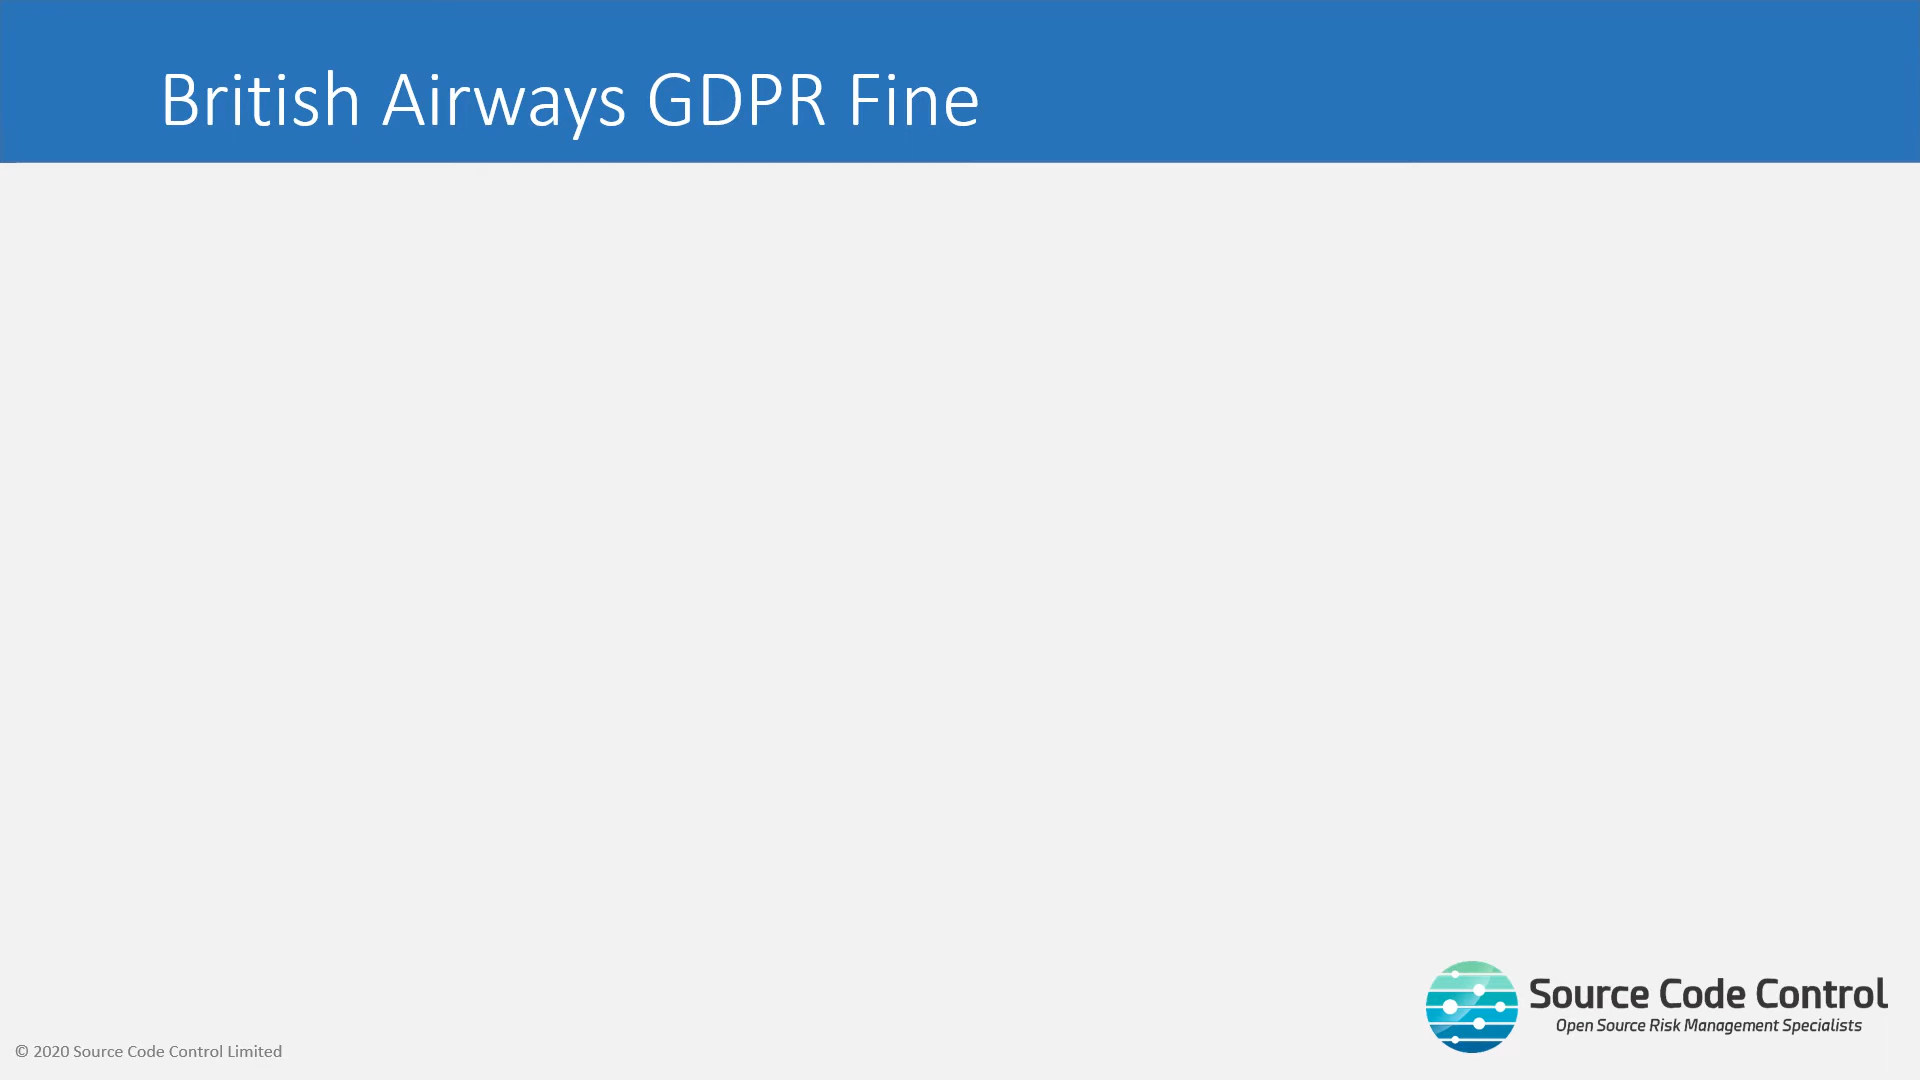 British Airways GDPR Fine
Source Code Control
Open Source Risk Management Specialists
© 2020 Source Code Control Limited